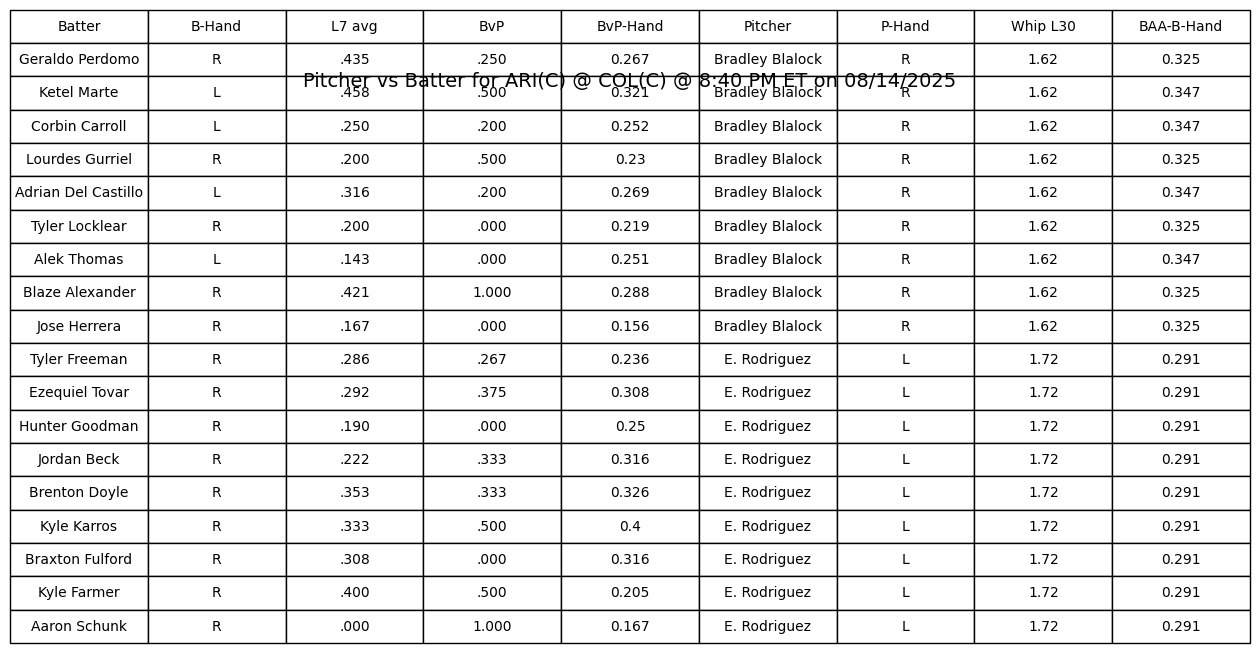 Batter B-Hand L7 avg BvP BvP-Hand Pitcher P-Hand Whip L30 BAA-B-Hand
Geraldo Perdomo R .435 .250 0.267 Bradley Blalock R 1.62 0.325
Pitcher vs Batter for ARI(C) @ COL(C) @ 8:40 PM ET on 08/14/2025
Ketel Marte L .458 .500 0.321 Bradley Blalock R 1.62 0.347
Corbin Carroll L .250 .200 0.252 Bradley Blalock R 1.62 0.347
Lourdes Gurriel R .200 .500 0.23 Bradley Blalock R 1.62 0.325
Adrian Del Castillo L .316 .200 0.269 Bradley Blalock R 1.62 0.347
Tyler Locklear R .200 .000 0.219 Bradley Blalock R 1.62 0.325
Alek Thomas L .143 .000 0.251 Bradley Blalock R 1.62 0.347
Blaze Alexander R .421 1.000 0.288 Bradley Blalock R 1.62 0.325
Jose Herrera R .167 .000 0.156 Bradley Blalock R 1.62 0.325
Tyler Freeman R .286 .267 0.236 E. Rodriguez L 1.72 0.291
Ezequiel Tovar R .292 .375 0.308 E. Rodriguez L 1.72 0.291
Hunter Goodman R .190 .000 0.25 E. Rodriguez L 1.72 0.291
Jordan Beck R .222 .333 0.316 E. Rodriguez L 1.72 0.291
Brenton Doyle R .353 .333 0.326 E. Rodriguez L 1.72 0.291
Kyle Karros R .333 .500 0.4 E. Rodriguez L 1.72 0.291
Braxton Fulford R .308 .000 0.316 E. Rodriguez L 1.72 0.291
Kyle Farmer R .400 .500 0.205 E. Rodriguez L 1.72 0.291
Aaron Schunk R .000 1.000 0.167 E. Rodriguez L 1.72 0.291